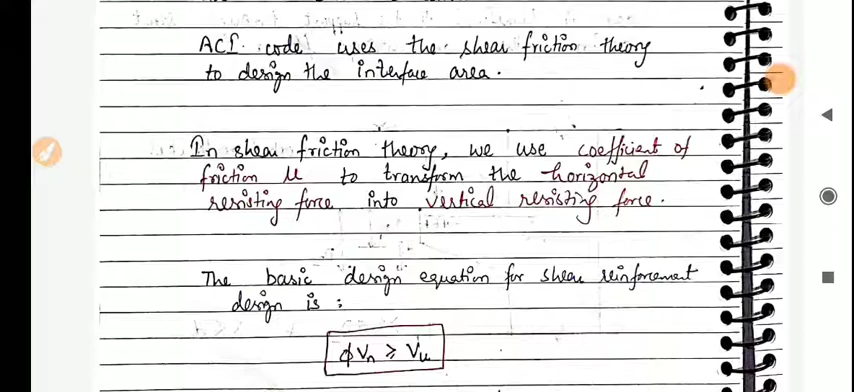 ACI code uses the shear friction theory
to design the interface area.
In shear friction theory, we use coefficient of
friction μ to transform the horizontal
resisting force into vertical resisting force.
The basic design equation for shear reinforcement
design is :
ϕVn ≥ Vu